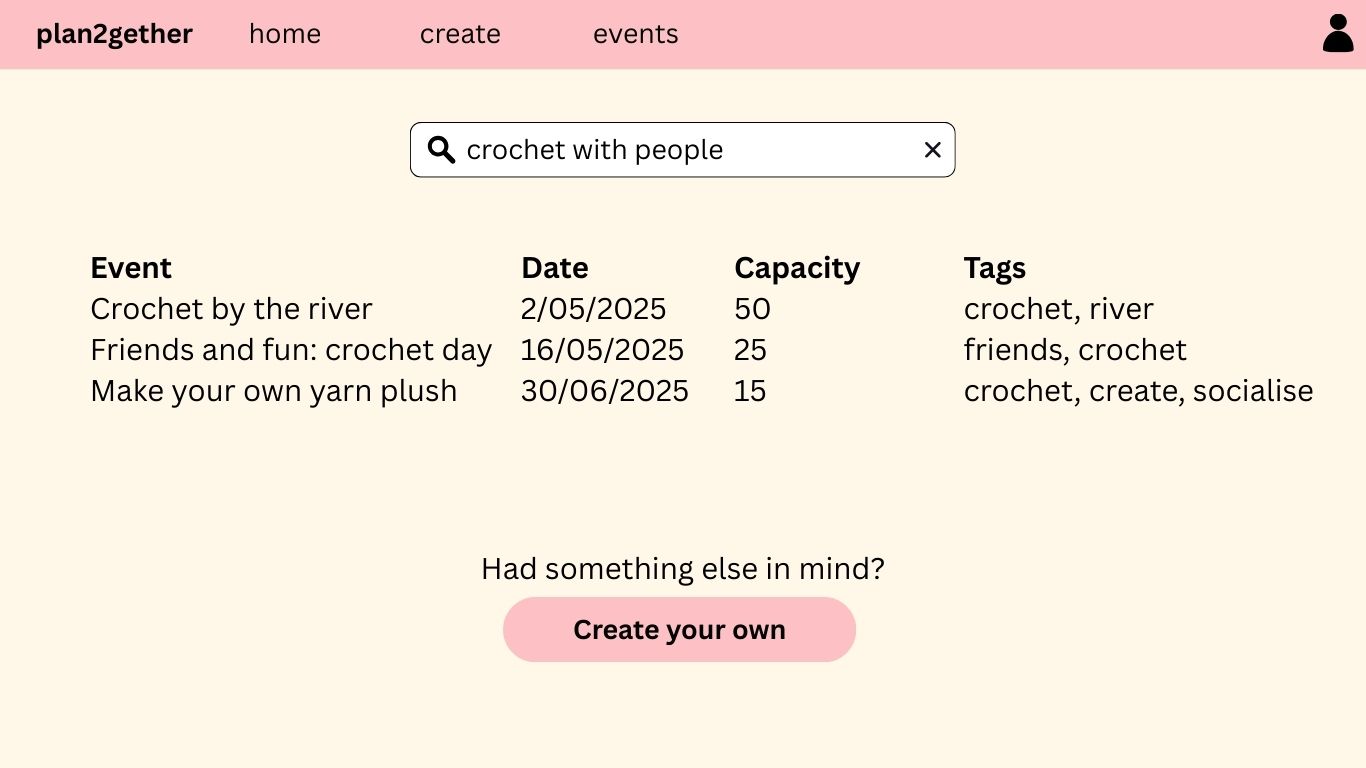 plan2gether home create events
crochet with people
Event Date Capacity Tags
Crochet by the river 2/05/2025 50 crochet, river
Friends and fun: crochet day 16/05/2025 25 friends, crochet
Make your own yarn plush 30/06/2025 15 crochet, create, socialise
Had something else in mind?
Create your own